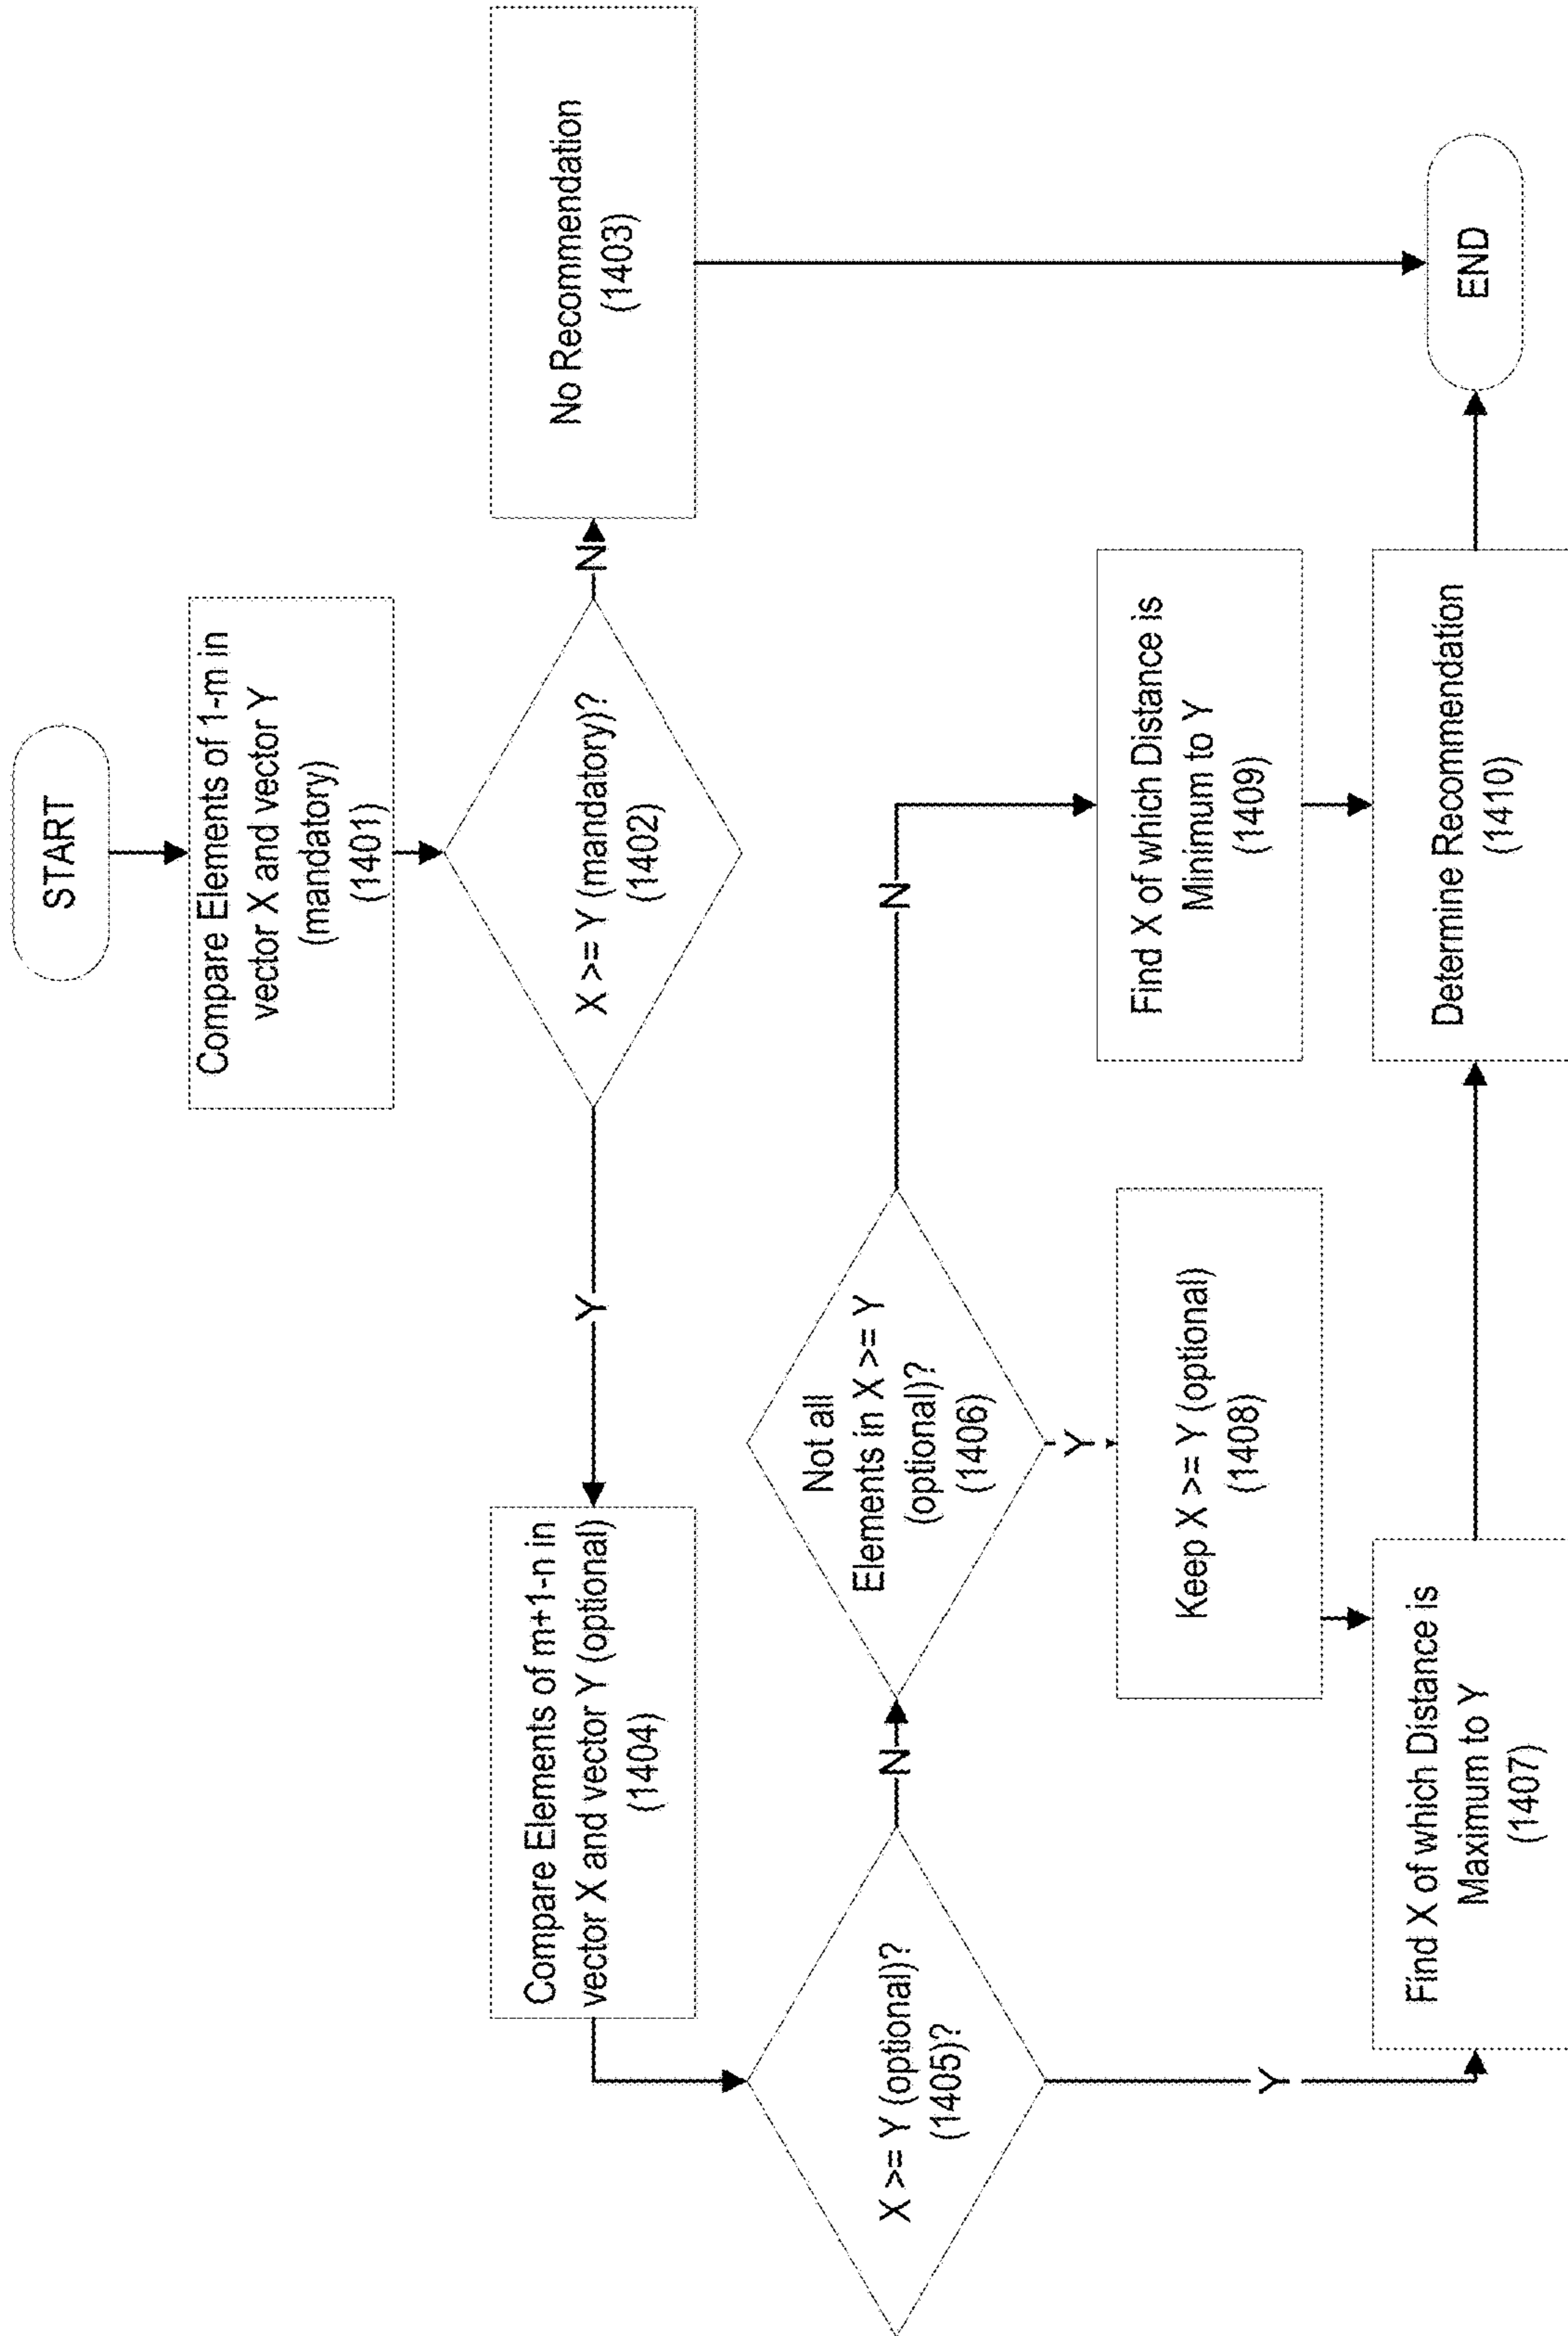 START
Compare Elements of 1-m in
vector X and vector Y
(mandatory)
(1401)
X >= Y (mandatory)?
(1402)
N
No Recommendation
(1403)
Y
Compare Elements of m+1-n in
vector X and vector Y (optional)
(1404)
X >= Y (optional)?
(1405)?
N
Not all
Elements in X >= Y
(optional)?
(1406)
N
Y
Y
Keep X >= Y (optional)
(1408)
Find X of which Distance is
Minimum to Y
(1409)
Find X of which Distance is
Maximum to Y
(1407)
Determine Recommendation
(1410)
END